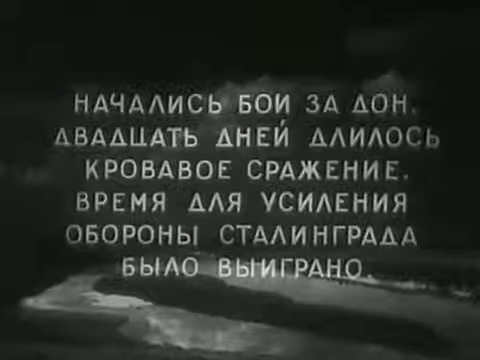 НАЧАЛИСЬ БОИ ЗА ДОН.
ДВАДЦАТЬ ДНЕЙ ДЛИЛОСЬ
КРОВАВОЕ СРАЖЕНИЕ.
ВРЕМЯ ДЛЯ УСИЛЕНИЯ
ОБОРОНЫ СТАЛИНГРАДА
БЫЛО ВЫИГРАНО.